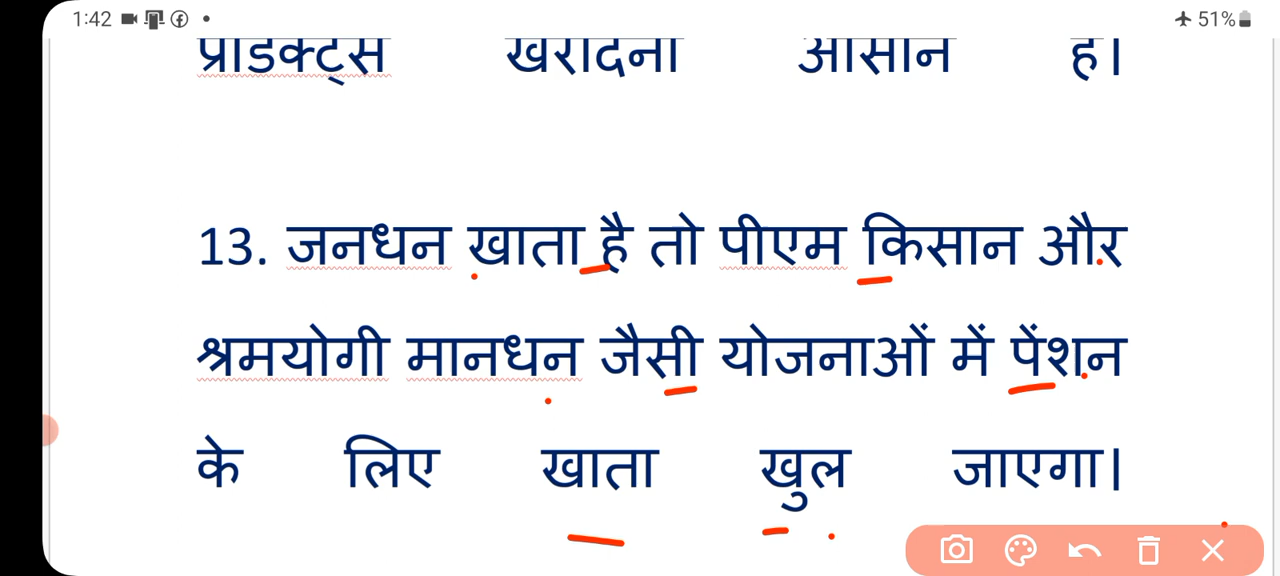 1:42 51%
प्रोडक्ट्स खरीदना आसान है।
13. जनधन खाता है तो पीएम किसान और
श्रमयोगी मानधन जैसी योजनाओं में पेंशन
के लिए खाता खुल जाएगा।